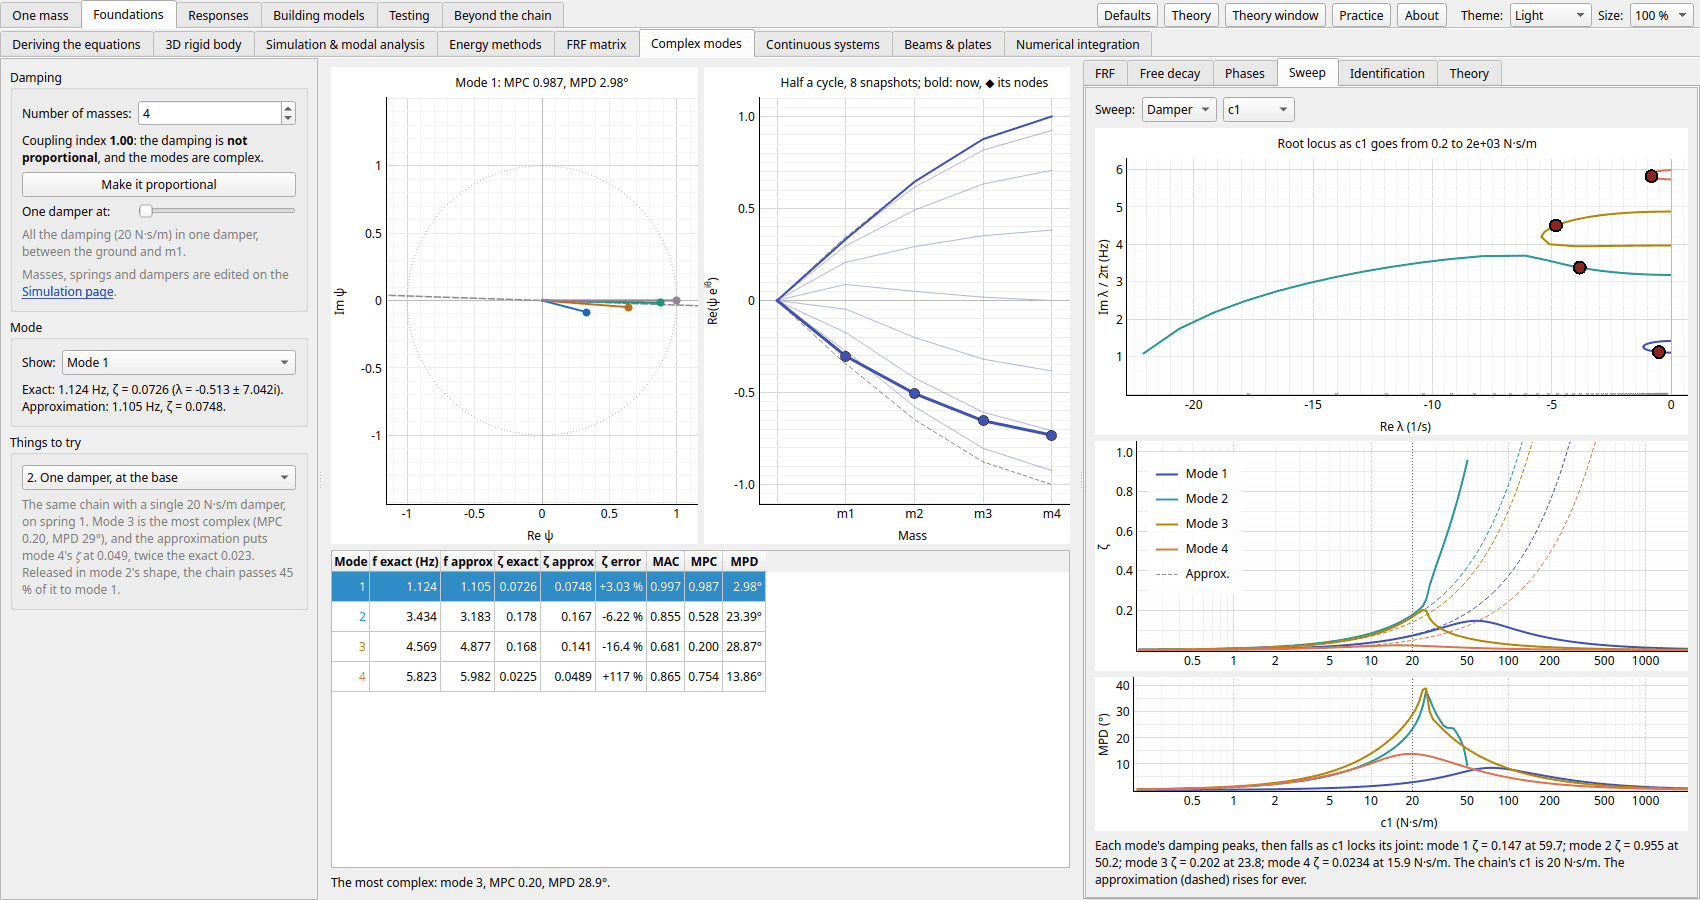 One mass
Foundations
Responses
Building models
Testing
Beyond the chain
Defaults
Theory
Theory window
Practice
About
Theme:
Light
Size:
100 %
Deriving the equations
3D rigid body
Simulation & modal analysis
Energy methods
FRF matrix
Complex modes
Continuous systems
Beams & plates
Numerical integration
Damping
Number of masses:
4
Coupling index 1.00: the damping is not
proportional, and the modes are complex.
Make it proportional
One damper at:
All the damping (20 N·s/m) in one damper,
between the ground and m1.
Masses, springs and dampers are edited on the
Simulation page.
Mode
Show:
Mode 1
Exact: 1.124 Hz, ζ = 0.0726 (λ = -0.513 ± 7.042i).
Approximation: 1.105 Hz, ζ = 0.0748.
Things to try
2. One damper, at the base
The same chain with a single 20 N·s/m damper,
on spring 1. Mode 3 is the most complex (MPC
0.20, MPD 29°), and the approximation puts
mode 4's ζ at 0.049, twice the exact 0.023.
Released in mode 2's shape, the chain passes 45
% of it to mode 1.
Mode 1: MPC 0.987, MPD 2.98°
1
0.5
0
-0.5
-1
Im ψ
-1
-0.5
0
0.5
1
Re ψ
Half a cycle, 8 snapshots; bold: now, ◆ its nodes
1.0
0.5
0
-0.5
-1.0
Re(ψ eⁱᶿ)
m1
m2
m3
m4
Mass
Mode f exact (Hz) f approx ζ exact ζ approx ζ error MAC MPC MPD
1 1.124 1.105 0.0726 0.0748 +3.03 % 0.997 0.987 2.98°
2 3.434 3.183 0.178 0.167 -6.22 % 0.855 0.528 23.39°
3 4.569 4.877 0.168 0.141 -16.4 % 0.681 0.200 28.87°
4 5.823 5.982 0.0225 0.0489 +117 % 0.865 0.754 13.86°
The most complex: mode 3, MPC 0.20, MPD 28.9°.
FRF
Free decay
Phases
Sweep
Identification
Theory
Sweep:
Damper
c1
Root locus as c1 goes from 0.2 to 2e+03 N·s/m
6
5
4
3
2
1
Im λ / 2π (Hz)
-20
-15
-10
-5
0
Re λ (1/s)
1.0
0.8
0.6
0.4
0.2
ζ
Mode 1
Mode 2
Mode 3
Mode 4
Approx.
0.5
1
2
5
10
20
50
100
200
500
1000
40
30
20
10
MPD (°)
0.5
1
2
5
10
20
50
100
200
500
1000
c1 (N·s/m)
Each mode's damping peaks, then falls as c1 locks its joint: mode 1 ζ = 0.147 at 59.7; mode 2 ζ = 0.955 at
50.2; mode 3 ζ = 0.202 at 23.8; mode 4 ζ = 0.0234 at 15.9 N·s/m. The chain's c1 is 20 N·s/m. The
approximation (dashed) rises for ever.